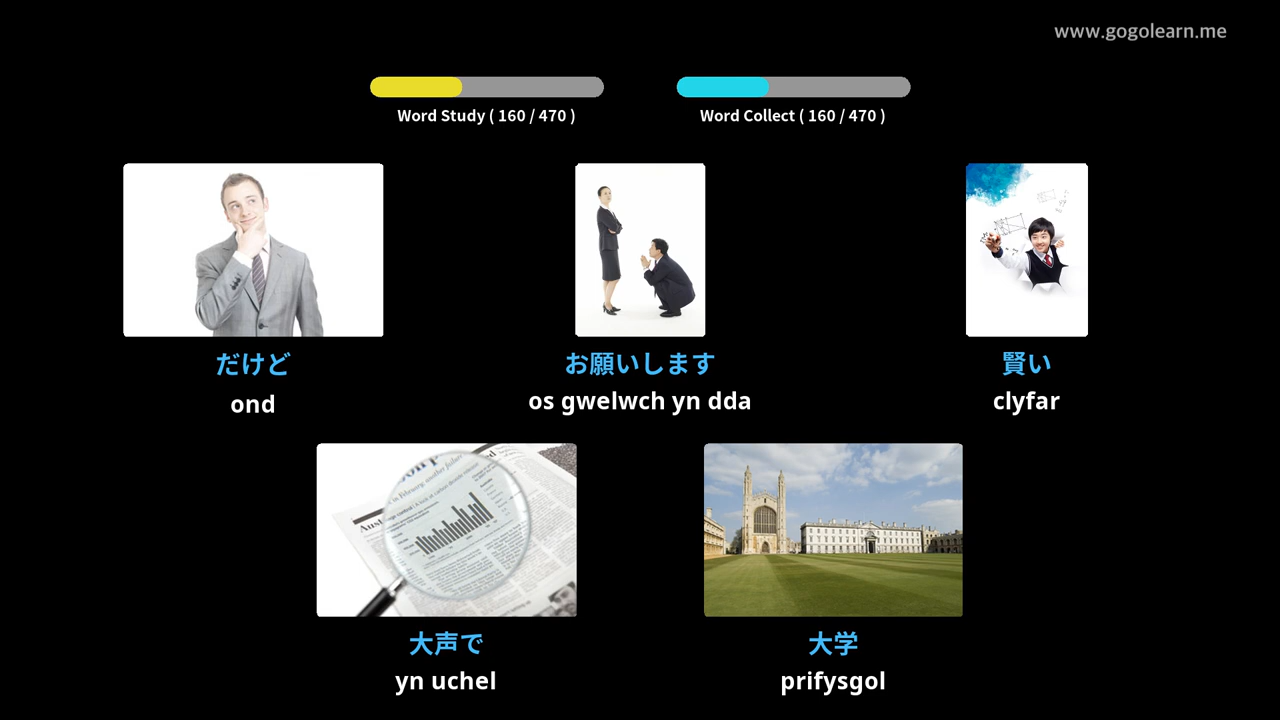 www.gogolearn.me
Word Study ( 160 / 470 )
Word Collect ( 160 / 470 )
だけど
ond
お願いします
os gwelwch yn dda
賢い
clyfar
大声で
yn uchel
大学
prifysgol